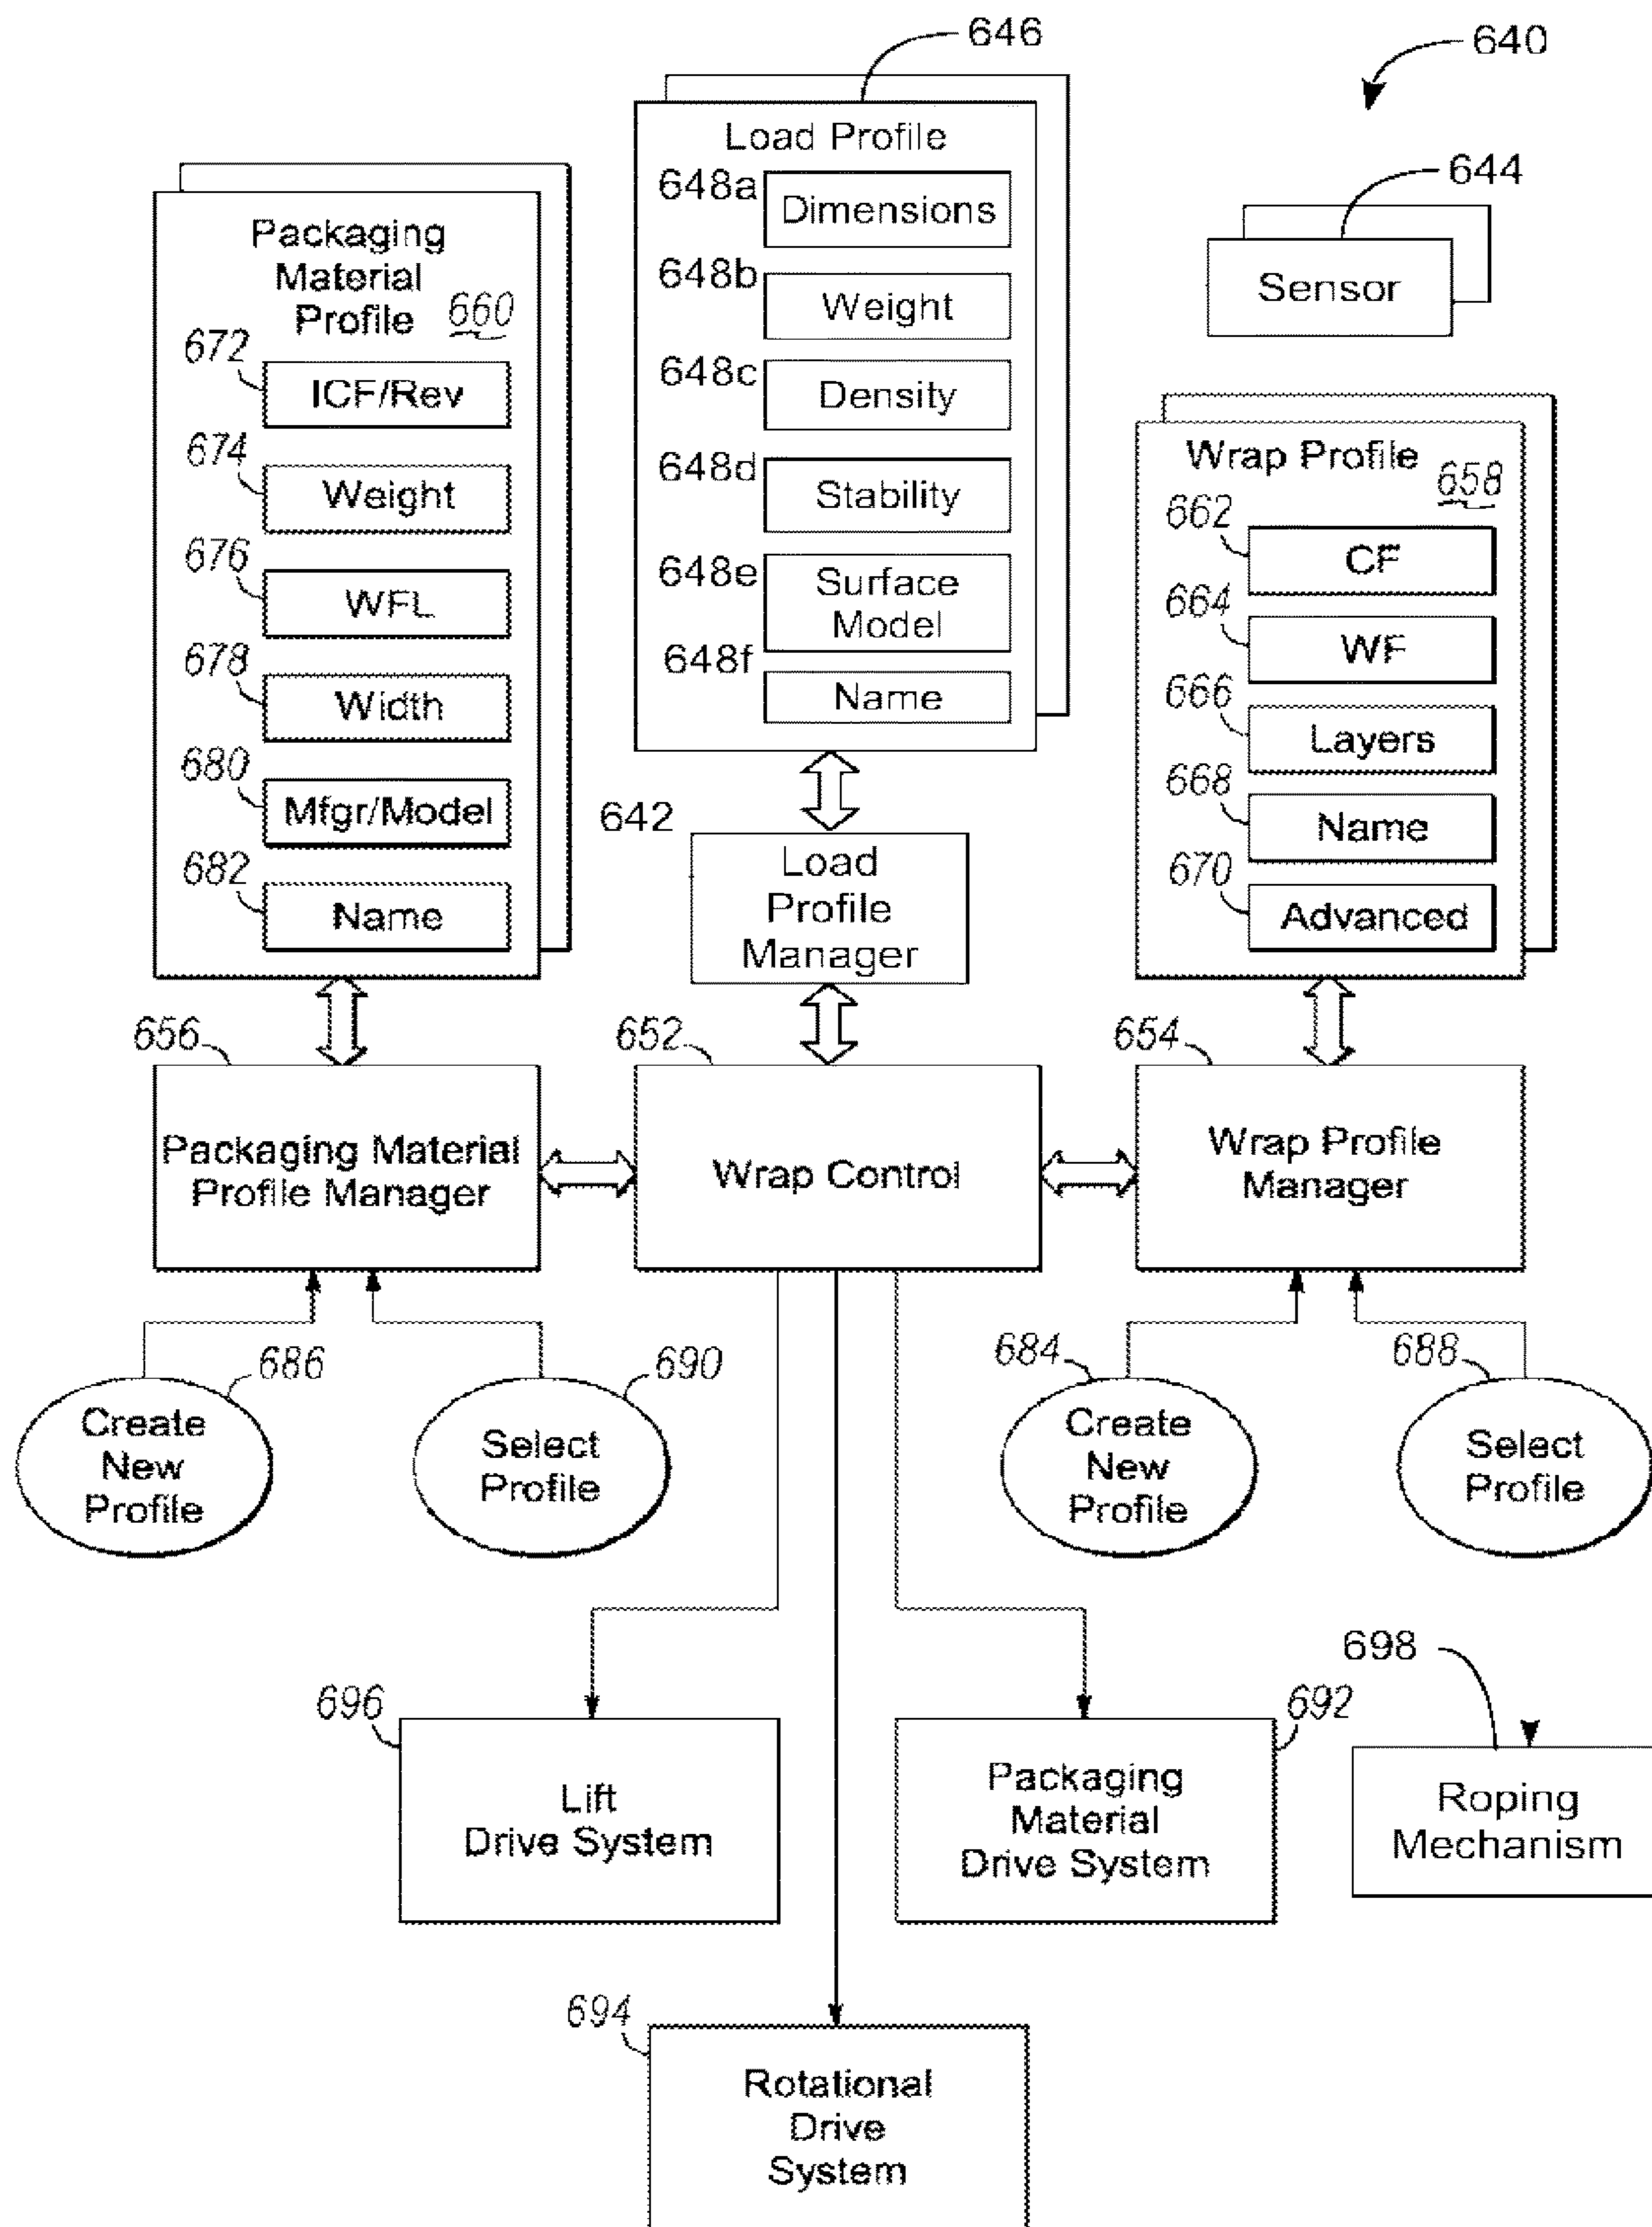 646
640
Load Profile
648a
Dimensions
648b
Weight
648c
Density
648d
Stability
648e
Surface
Model
648f
Name
644
Sensor
Packaging
Material
Profile 660
672
ICF/Rev
674
Weight
676
WFL
678
Width
680
Mfgr/Model
682
Name
Wrap Profile
658
662
CF
664
WF
666
Layers
668
Name
670
Advanced
642
Load
Profile
Manager
656
Packaging Material
Profile Manager
652
Wrap Control
654
Wrap Profile
Manager
686
Create
New
Profile
690
Select
Profile
684
Create
New
Profile
688
Select
Profile
696
Lift
Drive System
692
Packaging
Material
Drive System
698
Roping
Mechanism
694
Rotational
Drive
System